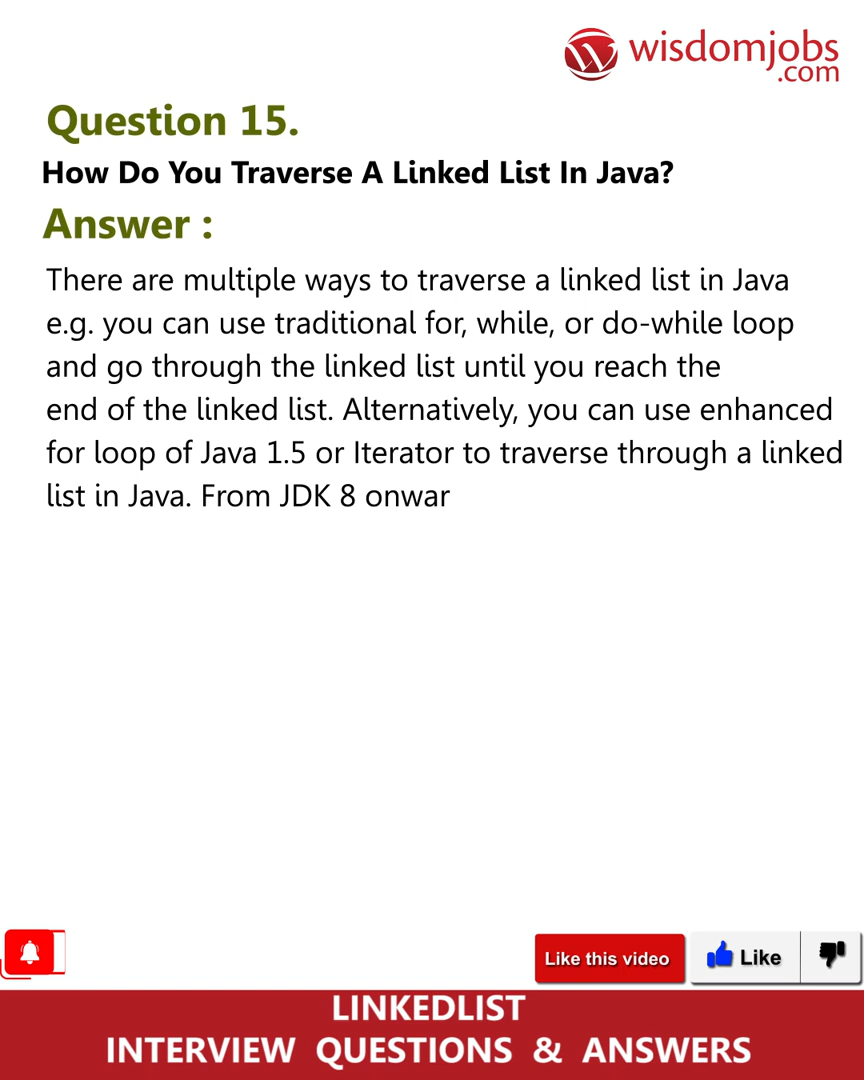 wisdomjobs
.com
Question 15.
How Do You Traverse A Linked List In Java?
Answer :
There are multiple ways to traverse a linked list in Java
e.g. you can use traditional for, while, or do-while loop
and go through the linked list until you reach the
end of the linked list. Alternatively, you can use enhanced
for loop of Java 1.5 or Iterator to traverse through a linked
list in Java. From JDK 8 onwar
Like this video
Like
LINKEDLIST
INTERVIEW QUESTIONS & ANSWERS